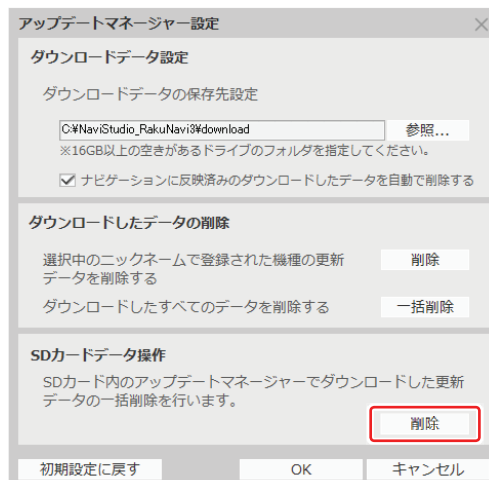 アップデートマネージャー設定
ダウンロードデータ設定
ダウンロードデータの保存先設定
C:¥NaviStudio_RakuNavi3¥download
参照...
※16GB以上の空きがあるドライブのフォルダを指定してください。
ナビゲーションに反映済みのダウンロードしたデータを自動で削除する
ダウンロードしたデータの削除
選択中のニックネームで登録された機種の更新
データを削除する
削除
ダウンロードしたすべてのデータを削除する
一括削除
SDカードデータ操作
SDカード内のアップデートマネージャーでダウンロードした更新
データの一括削除を行います。
削除
初期設定に戻す
OK
キャンセル